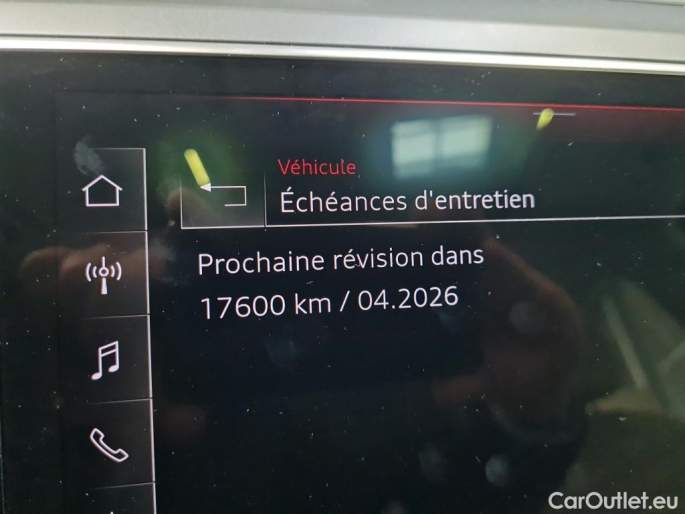 Véhicule
Échéances d'entretien
Prochaine révision dans
17600 km / 04.2026
CarOutlet.eu